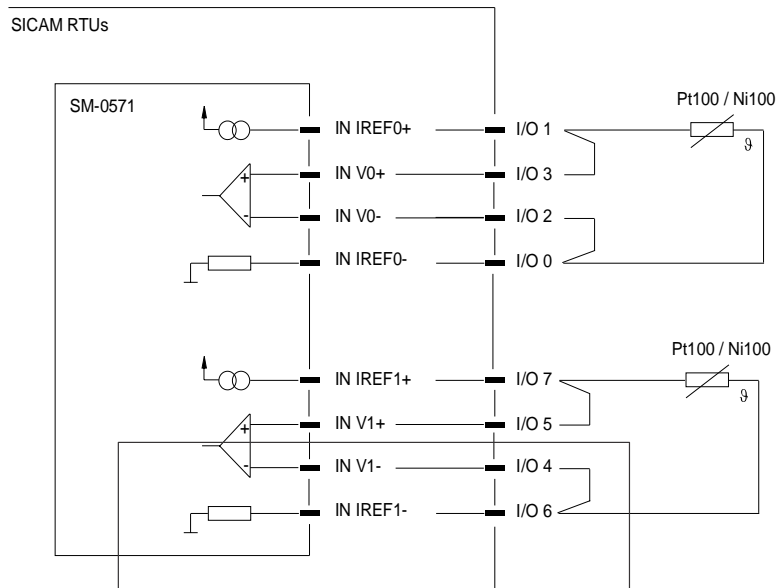 SICAM RTUs
SM-0571
Pt100 / Ni100
IN IREF0+
I/O 1
ϑ
IN V0+
I/O 3
+
IN V0-
I/O 2
-
IN IREF0-
I/O 0
Pt100 / Ni100
IN IREF1+
I/O 7
ϑ
IN V1+
I/O 5
+
IN V1-
I/O 4
-
IN IREF1-
I/O 6